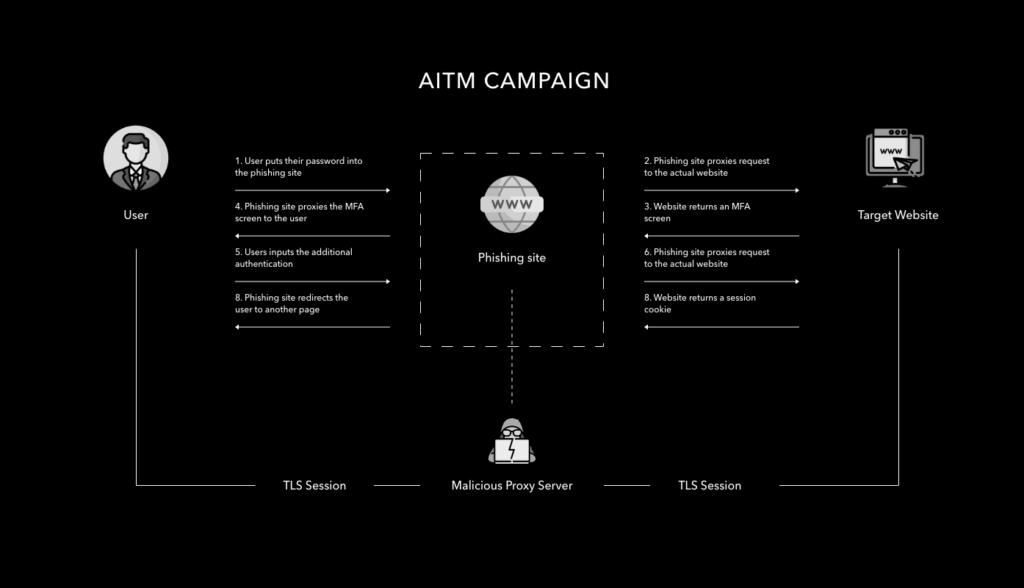 AITM CAMPAIGN
1. User puts their password into
the phishing site
4. Phishing site proxies the MFA
screen to the user
5. Users inputs the additional
authentication
8. Phishing site redirects the
user to another page
User
WWW
Phishing site
2. Phishing site proxies request
to the actual website
3. Website returns an MFA
screen
6. Phishing site proxies request
to the actual website
8. Website returns a session
cookie
WWW
Target Website
TLS Session
Malicious Proxy Server
TLS Session